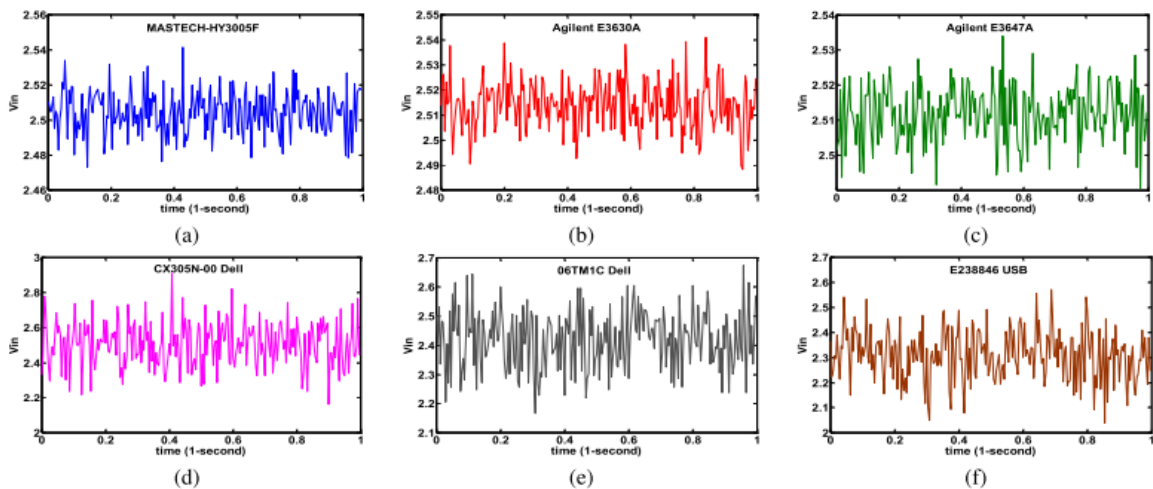 MASTECH-HY3005F
2.56
2.54
2.52
2.5
2.48
2.46
Vin
0 0.2 0.4 0.6 0.8 1
time (1-second)
(a)
Agilent E3630A
2.55
2.54
2.53
2.52
2.51
2.5
2.49
2.48
Vin
0 0.2 0.4 0.6 0.8 1
time (1-second)
(b)
Agilent E3647A
2.54
2.53
2.52
2.51
2.5
Vin
0 0.2 0.4 0.6 0.8 1
time (1-second)
(c)
CX305N-00 Dell
3
2.8
2.6
2.4
2.2
2
Vin
0 0.2 0.4 0.6 0.8 1
time (1-second)
(d)
06TM1C Dell
2.7
2.6
2.5
2.4
2.3
2.2
2.1
Vin
0 0.2 0.4 0.6 0.8 1
time (1-second)
(e)
E238846 USB
2.7
2.6
2.5
2.4
2.3
2.2
2.1
2
Vin
0 0.2 0.4 0.6 0.8 1
time (1-second)
(f)